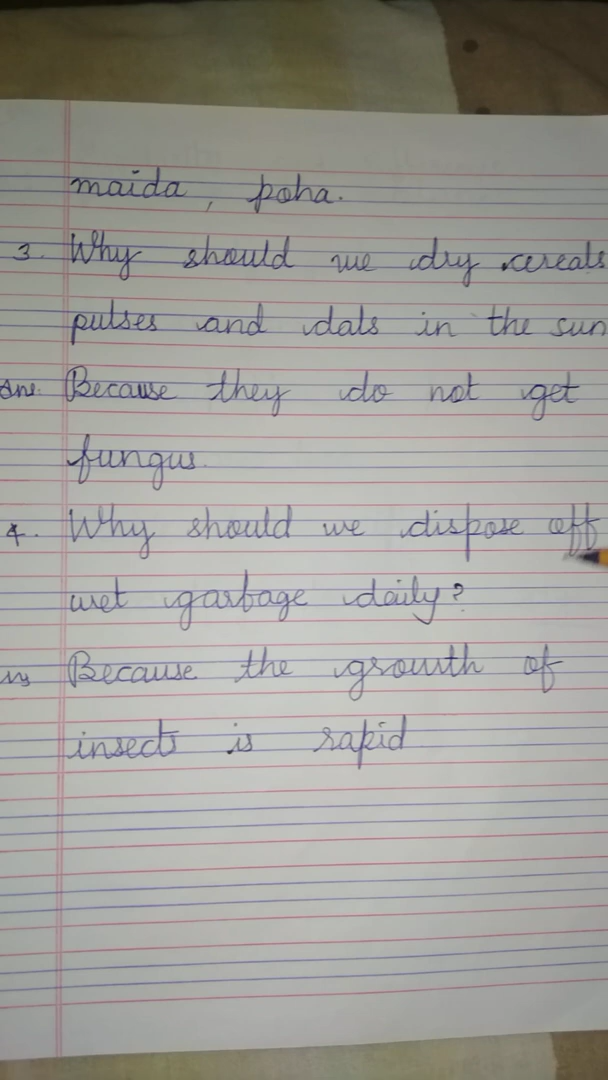 maida, poha.
3. Why should we dry cereals
pulses and dals in the sun
Ans. Because they do not get
fungus.
4. Why should we dispose off
wet garbage daily?
Because the growth of
insects is rapid